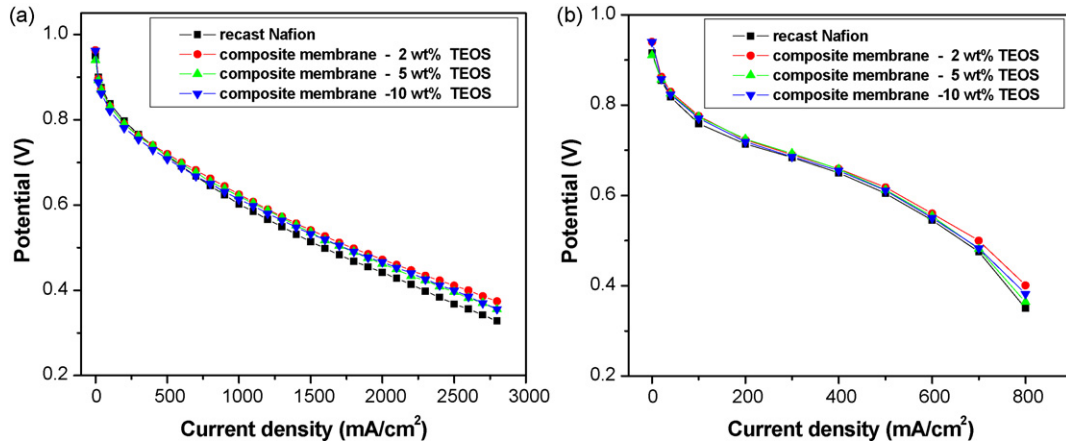 (a)
recast Nafion
composite membrane - 2 wt% TEOS
composite membrane - 5 wt% TEOS
composite membrane -10 wt% TEOS
1.0
0.8
0.6
0.4
0.2
Potential (V)
0 500 1000 1500 2000 2500 3000
Current density (mA/cm²)
(b)
recast Nafion
composite membrane - 2 wt% TEOS
composite membrane - 5 wt% TEOS
composite membrane -10 wt% TEOS
1.0
0.8
0.6
0.4
0.2
Potential (V)
0 200 400 600 800
Current density (mA/cm²)